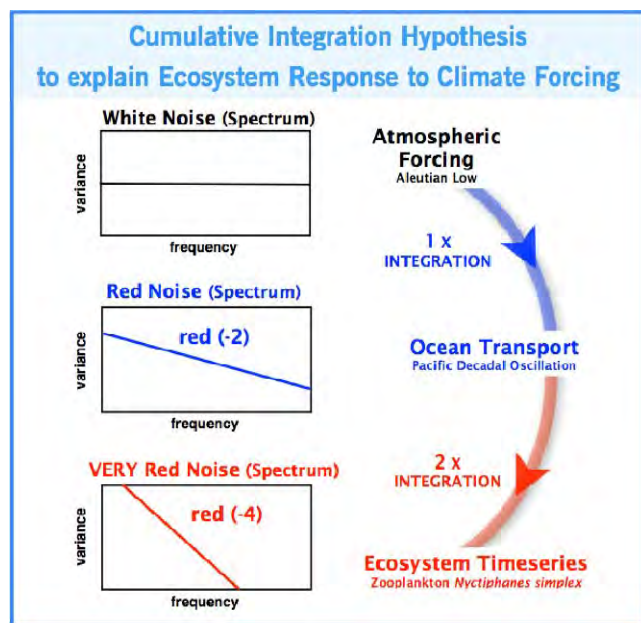 Cumulative Integration Hypothesis
to explain Ecosystem Response to Climate Forcing
White Noise (Spectrum)
variance
frequency
Red Noise (Spectrum)
red (-2)
variance
frequency
VERY Red Noise (Spectrum)
red (-4)
variance
frequency
Atmospheric
Forcing
Aleutian Low
1 x
INTEGRATION
Ocean Transport
Pacific Decadal Oscillation
2 x
INTEGRATION
Ecosystem Timeseries
Zooplankton Nyctiphanes simplex